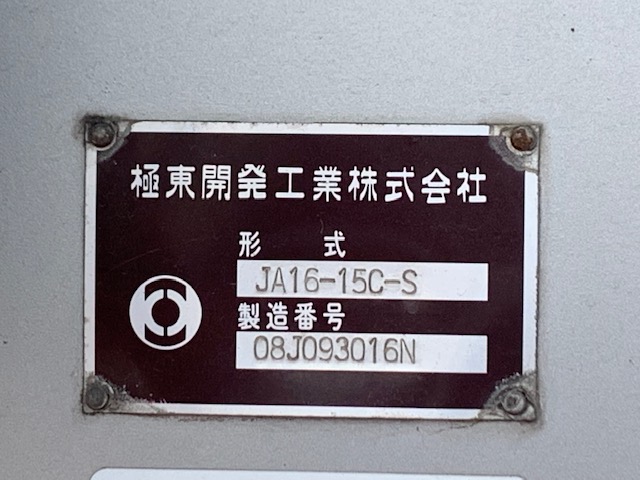 極東開発工業株式会社
形 式
JA16-15C-S
製造番号
08J093016N